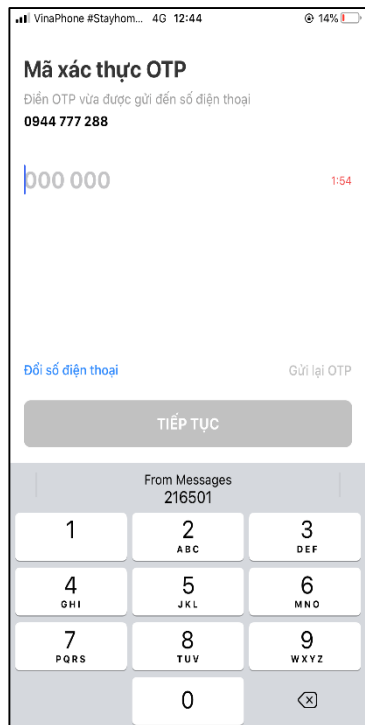 VinaPhone #Stayhom... 4G 12:44 14%
Mã xác thực OTP
Điền OTP vừa được gửi đến số điện thoại
0944 777 288
000 000 1:54
Đổi số điện thoại Gửi lại OTP
TIẾP TỤC
From Messages
216501
1 2 3
ABC DEF
4 5 6
GHI JKL MNO
7 8 9
PQRS TUV WXYZ
0